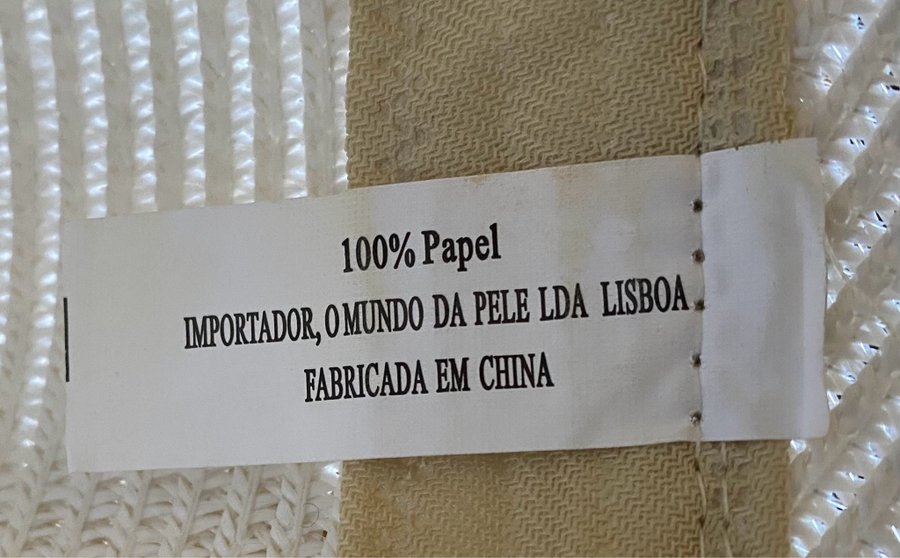 100% Papel
IMPORTADOR, O MUNDO DA PELE LDA LISBOA
FABRICADA EM CHINA